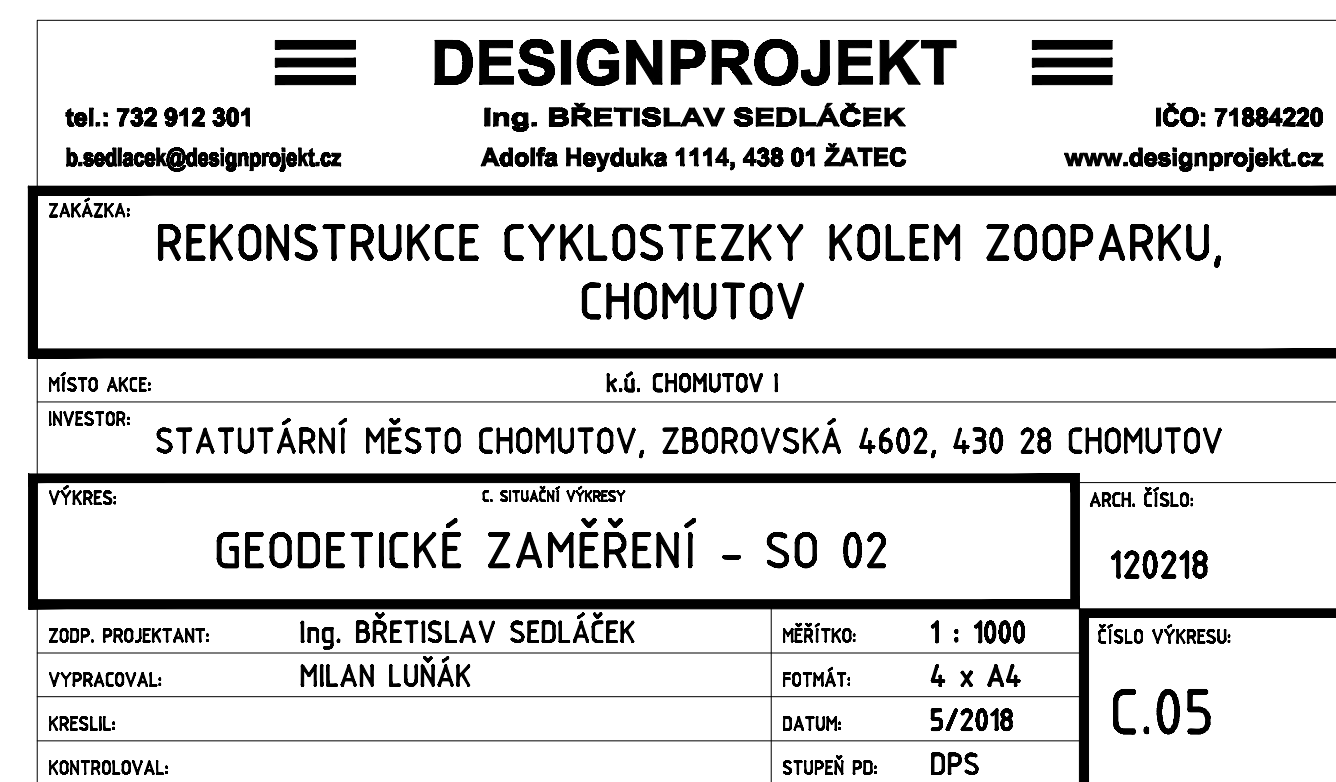 DESIGNPROJEKT
tel.: 732 912 301 Ing. BŘETISLAV SEDLÁČEK IČO: 71884220
b.sedlacek@designprojekt.cz Adolfa Heyduka 1114, 438 01 ŽATEC www.designprojekt.cz
ZAKÁZKA:
REKONSTRUKCE CYKLOSTEZKY KOLEM ZOOPARKU,
CHOMUTOV
MÍSTO AKCE: k.ú. CHOMUTOV I
INVESTOR:
STATUTÁRNÍ MĚSTO CHOMUTOV, ZBOROVSKÁ 4602, 430 28 CHOMUTOV
VÝKRES: C. SITUAČNÍ VÝKRESY ARCH. ČÍSLO:
GEODETICKÉ ZAMĚŘENÍ - SO 02
120218
ZODP. PROJEKTANT: Ing. BŘETISLAV SEDLÁČEK MĚŘÍTKO: 1 : 1000 ČÍSLO VÝKRESU:
VYPRACOVAL: MILAN LUŇÁK FOTMÁT: 4 x A4
KRESLIL: DATUM: 5/2018 C.05
KONTROLOVAL: STUPEŇ PD: DPS